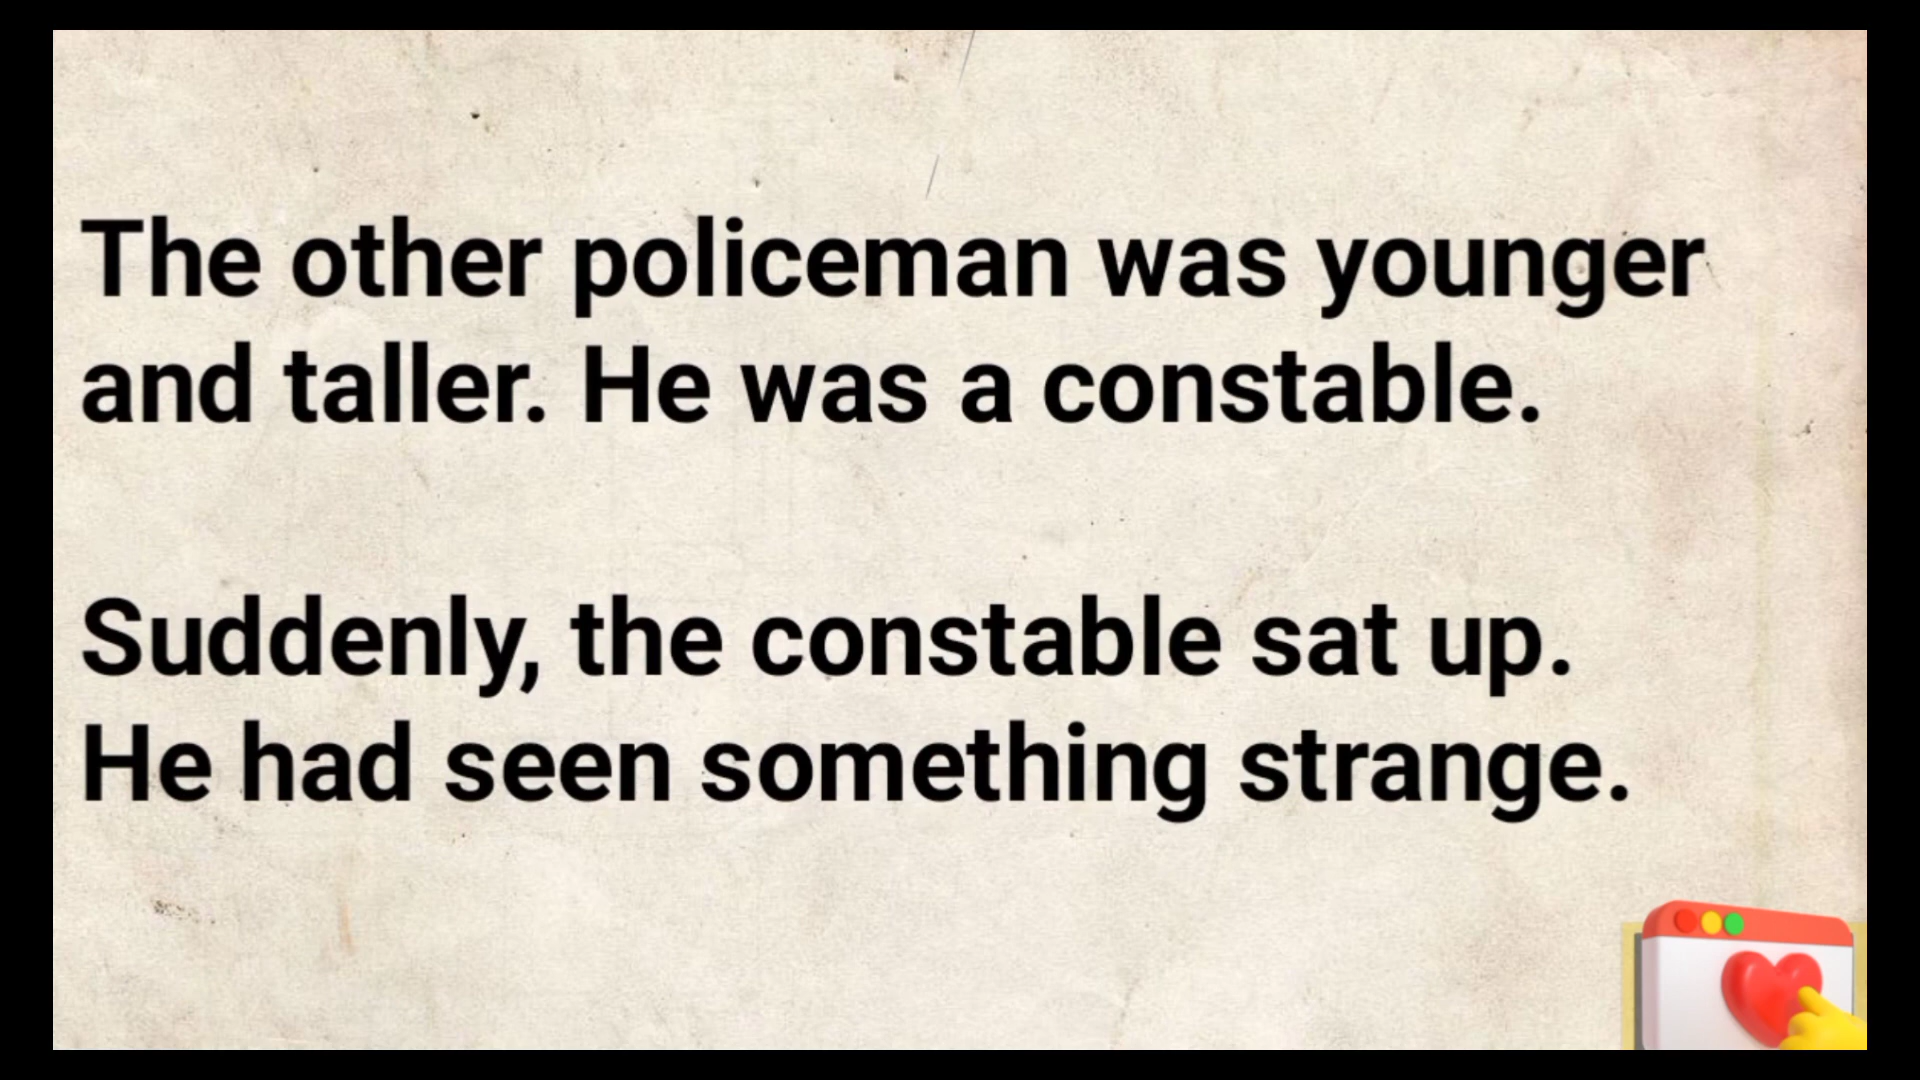 The other policeman was younger
and taller. He was a constable.
Suddenly, the constable sat up.
He had seen something strange.